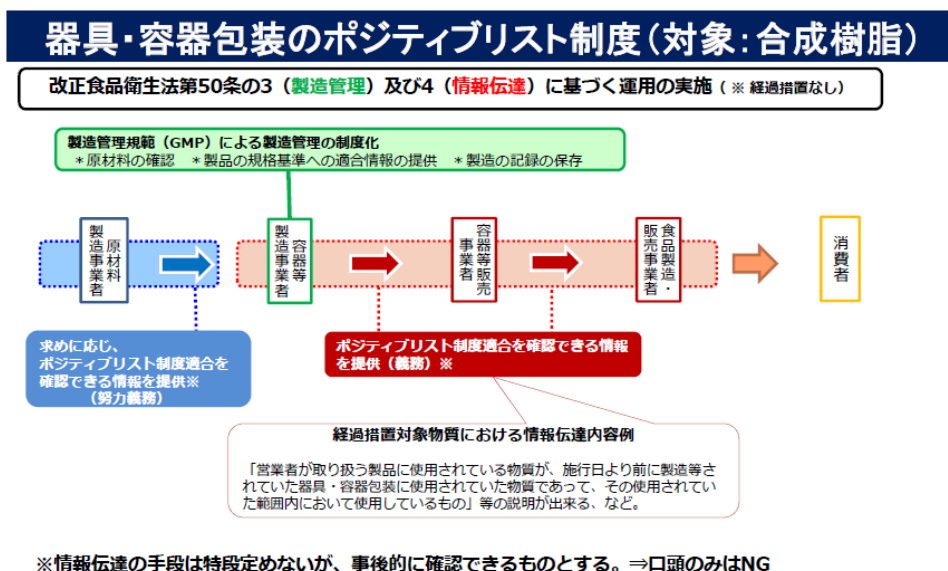 器具・容器包装のポジティブリスト制度（対象：合成樹脂）
改正食品衛生法第50条の3（製造管理）及び4（情報伝達）に基づく運用の実施（※ 経過措置なし）
製造管理規範（GMP）による製造管理の制度化
＊原材料の確認　＊製品の規格基準への適合情報の提供　＊製造の記録の保存
原材料
製造事業者
容器等
製造事業者
容器等販売
事業者
食品製造・
販売事業者
消費者
求めに応じ、
ポジティブリスト制度適合を
確認できる情報を提供※
（努力義務）
ポジティブリスト制度適合を確認できる情報
を提供（義務）※
経過措置対象物質における情報伝達内容例
「営業者が取り扱う製品に使用されている物質が、施行日より前に製造等さ
れていた器具・容器包装に使用されていた物質であって、その使用されてい
た範囲内において使用しているもの」等の説明が出来る、など。
※情報伝達の手段は特段定めないが、事後的に確認できるものとする。⇒口頭のみはNG